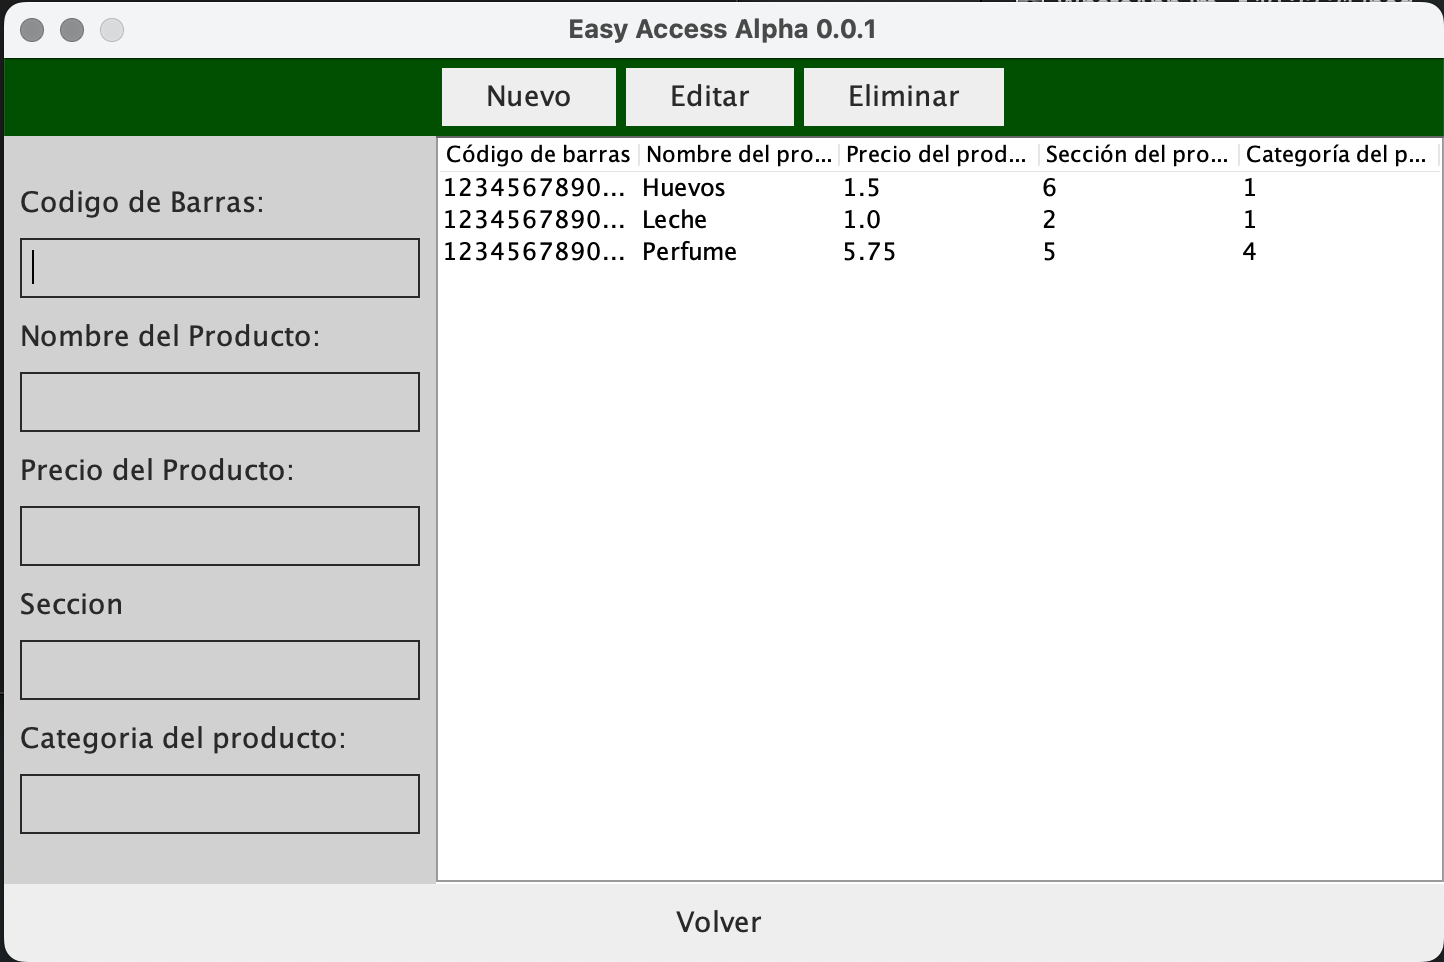 Easy Access Alpha 0.0.1
Nuevo Editar Eliminar
Codigo de Barras:
Nombre del Producto:
Precio del Producto:
Seccion
Categoria del producto:
Código de barras Nombre del pro... Precio del prod... Sección del pro... Categoría del p...
1234567890... Huevos 1.5 6 1
1234567890... Leche 1.0 2 1
1234567890... Perfume 5.75 5 4
Volver